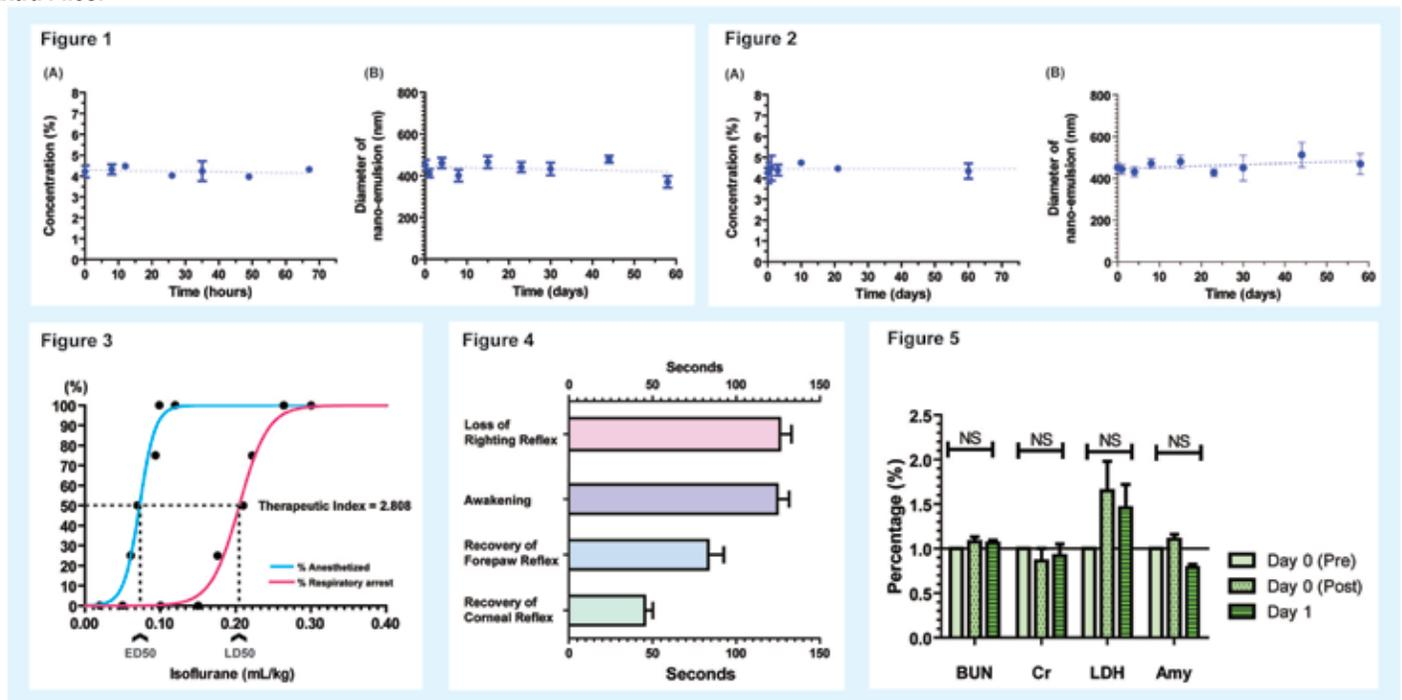 Figure 1
(A)
Concentration (%)
8
7
6
5
4
3
2
1
0
0 10 20 30 40 50 60 70
Time (hours)
(B)
Diameter of
nano-emulsion (nm)
800
600
400
200
0
0 10 20 30 40 50 60
Time (days)
Figure 2
(A)
Concentration (%)
8
7
6
5
4
3
2
1
0
0 10 20 30 40 50 60 70
Time (days)
(B)
Diameter of
nano-emulsion (nm)
800
600
400
200
0
0 10 20 30 40 50 60
Time (days)
Figure 3
(%)
100
90
80
70
60
50
40
30
20
10
0
Therapeutic Index = 2.808
% Anesthetized
% Respiratory arrest
0.00 0.10 0.20 0.30 0.40
ED50 LD50
Isoflurane (mL/kg)
Figure 4
Seconds
0 50 100 150
Loss of
Righting Reflex
Awakening
Recovery of
Forepaw Reflex
Recovery of
Corneal Reflex
0 50 100 150
Seconds
Figure 5
Percentage (%)
2.5
2.0
1.5
1.0
0.5
0.0
NS NS NS NS
BUN Cr LDH Amy
Day 0 (Pre)
Day 0 (Post)
Day 1